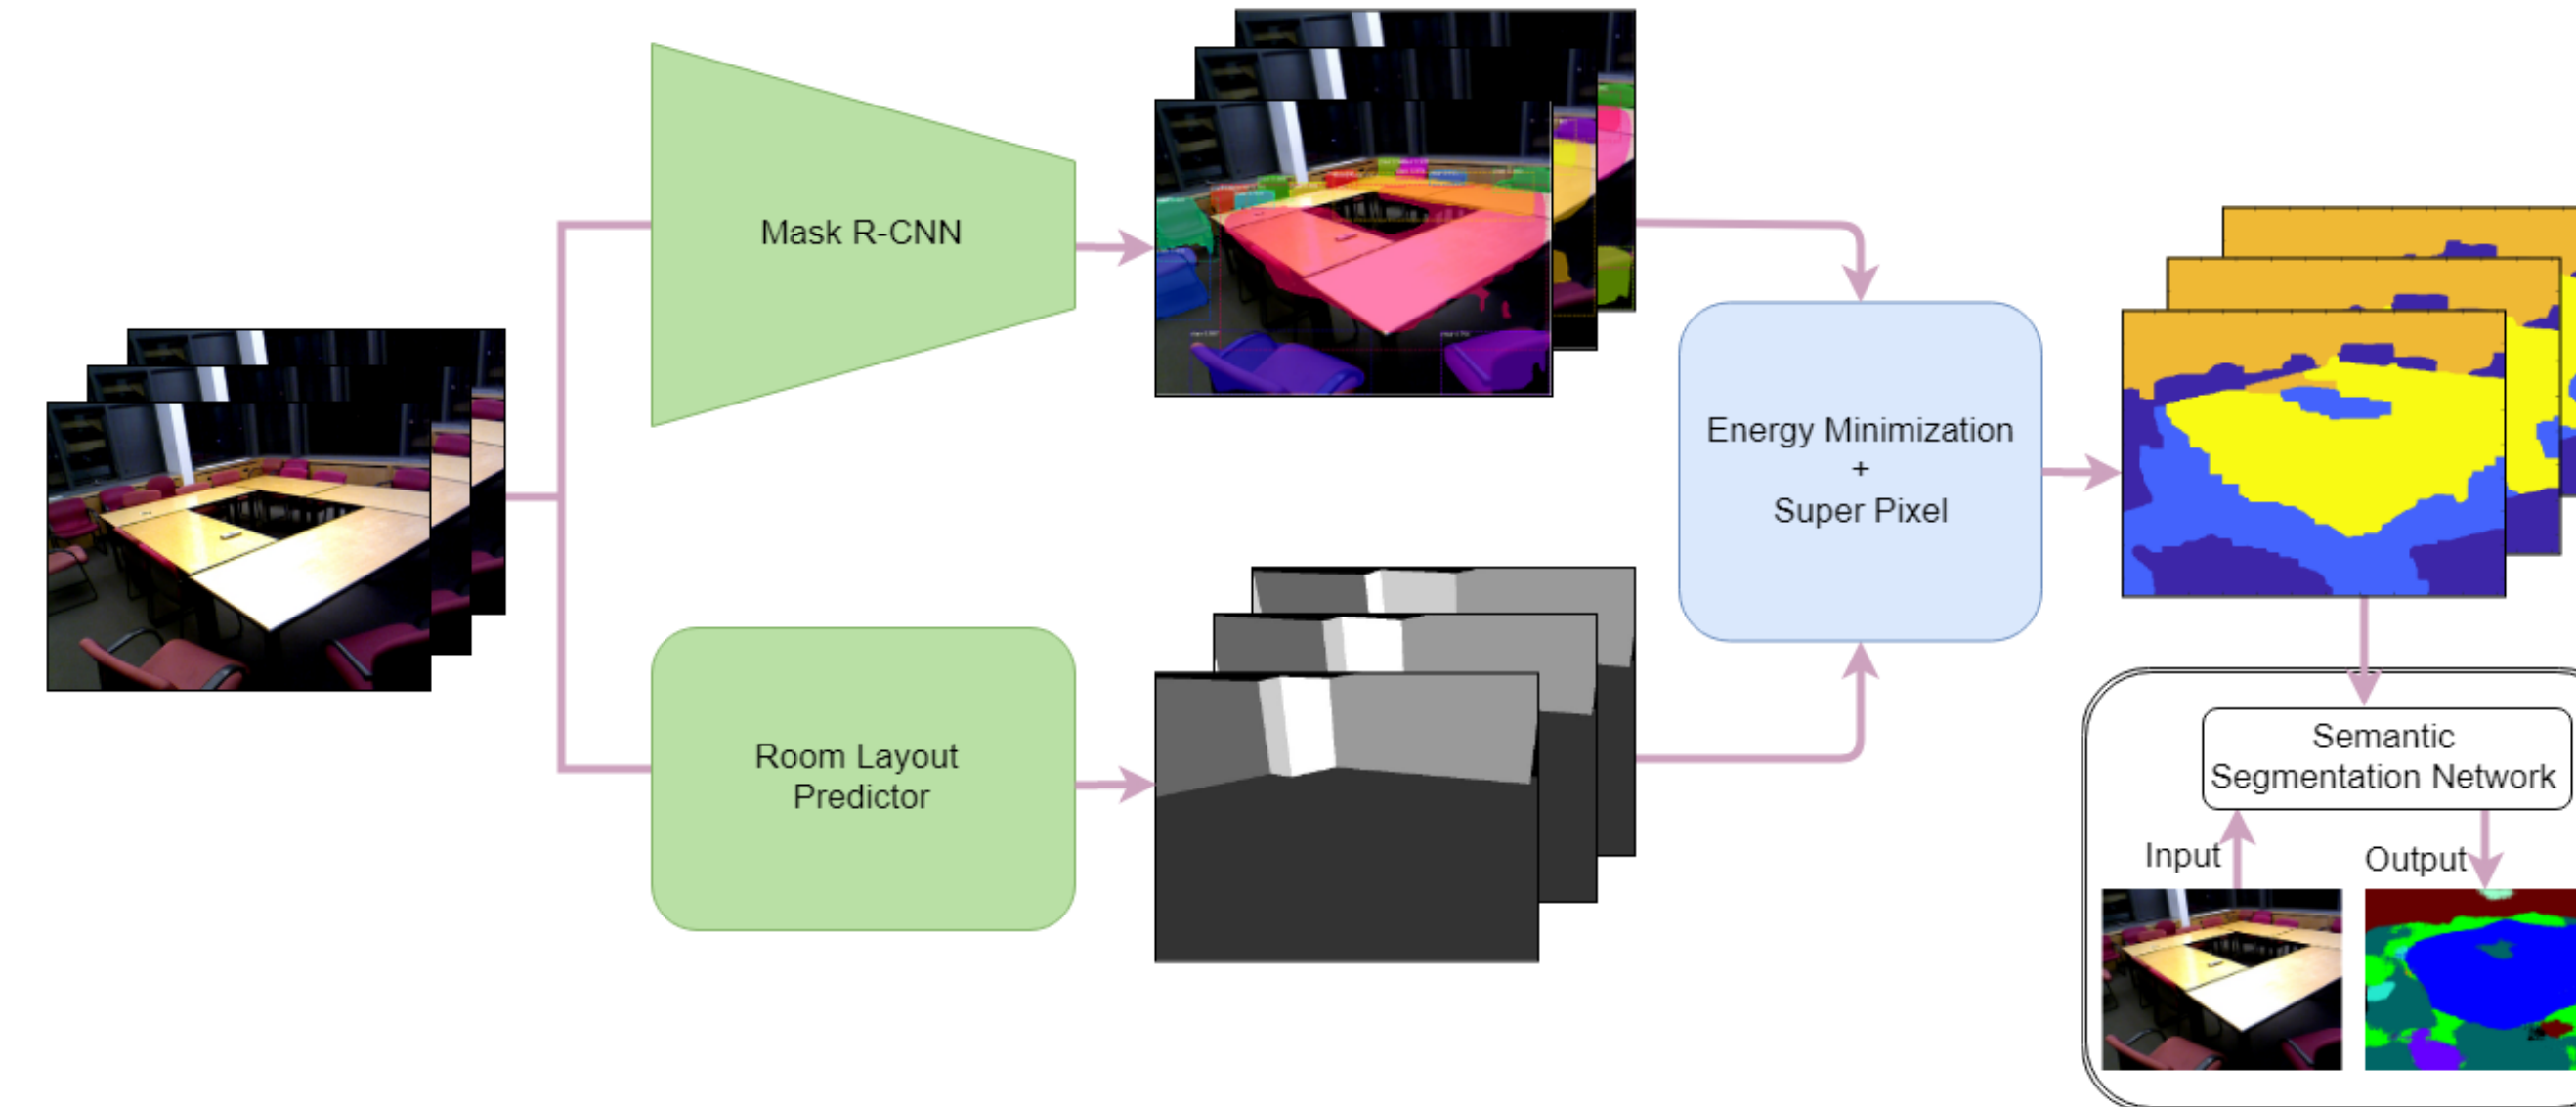 Mask R-CNN
Room Layout
Predictor
Energy Minimization
+
Super Pixel
Semantic
Segmentation Network
Input
Output